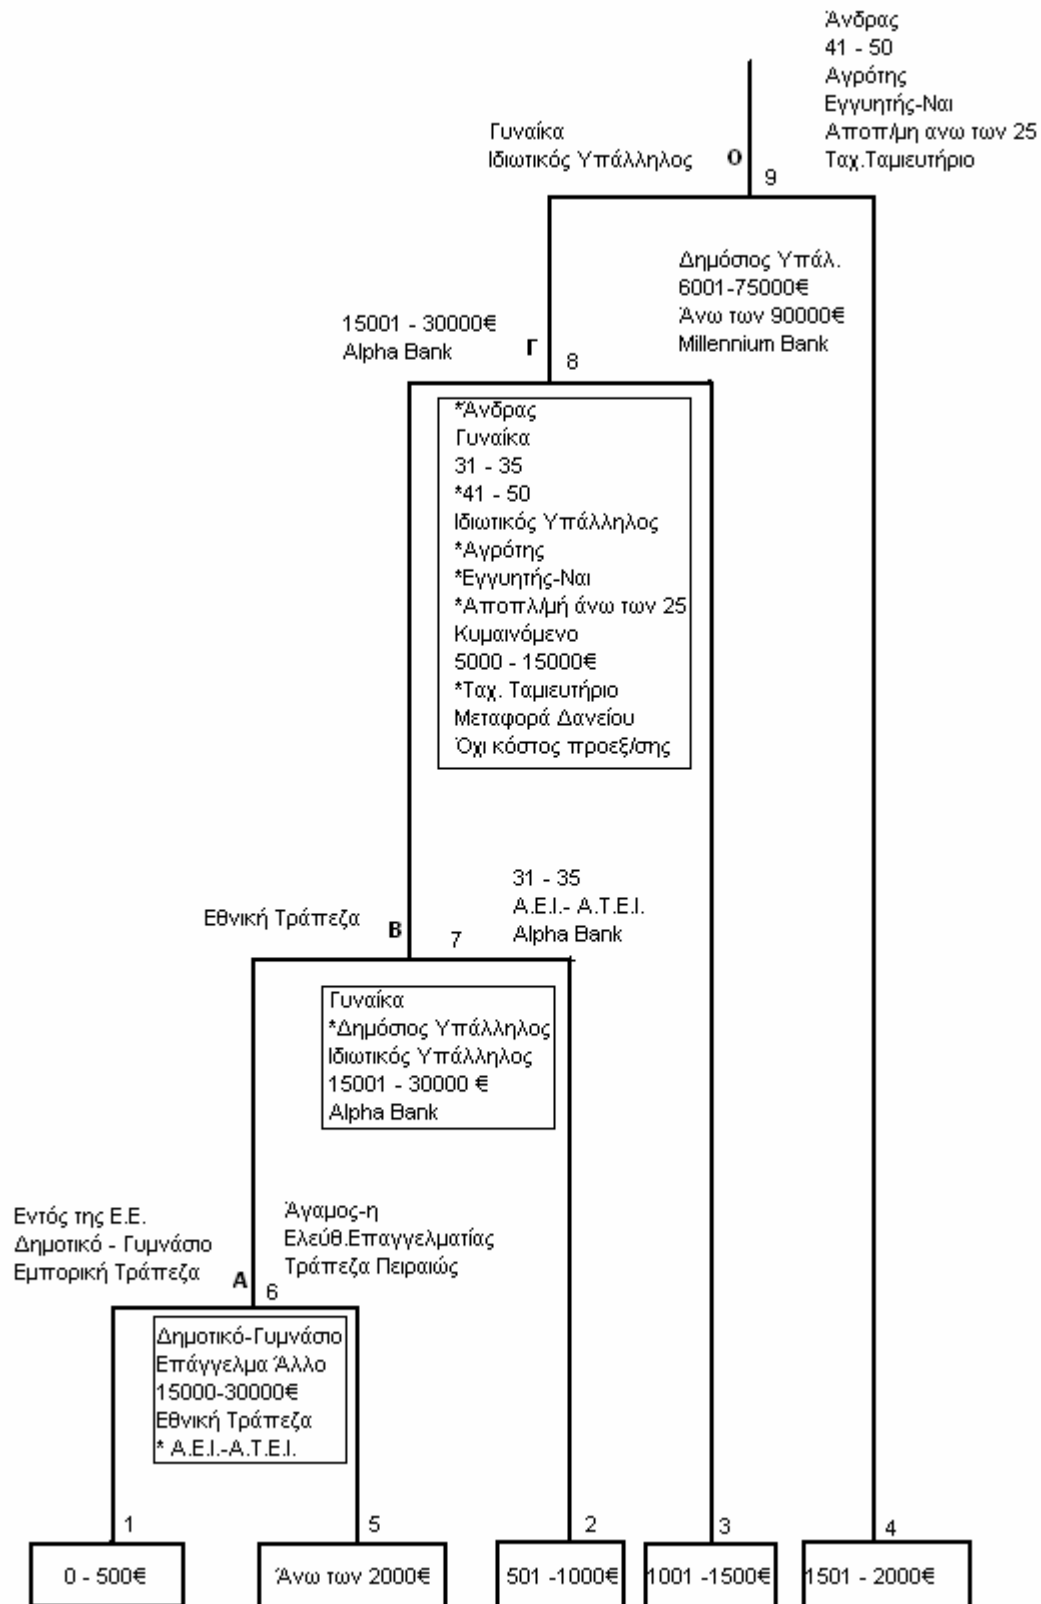 Άνδρας
41 - 50
Αγρότης
Εγγυητής-Ναι
Αποπ/μη ανω των 25
Ταχ.Ταμιευτήριο
Γυναίκα
Ιδιωτικός Υπάλληλος
Ο
9
Δημόσιος Υπάλ.
6001-75000€
Άνω των 90000€
Millennium Bank
15001 - 30000€
Alpha Bank
Γ
8
*Άνδρας
Γυναίκα
31 - 35
*41 - 50
Ιδιωτικός Υπάλληλος
*Αγρότης
*Εγγυητής-Ναι
*Αποπλ/μή άνω των 25
Κυμαινόμενο
5000 - 15000€
*Ταχ. Ταμιευτήριο
Μεταφορά Δανείου
Όχι κόστος προεξ/σης
31 - 35
Α.Ε.Ι.- Α.Τ.Ε.Ι.
Alpha Bank
Εθνική Τράπεζα
Β
7
Γυναίκα
*Δημόσιος Υπάλληλος
Ιδιωτικός Υπάλληλος
15001 - 30000 €
Alpha Bank
Εντός της Ε.Ε.
Δημοτικό - Γυμνάσιο
Εμπορική Τράπεζα
Α
Άγαμος-η
Ελεύθ.Επαγγελματίας
Τράπεζα Πειραιώς
6
Δημοτικό-Γυμνάσιο
Επάγγελμα Άλλο
15000-30000€
Εθνική Τράπεζα
* Α.Ε.Ι.-Α.Τ.Ε.Ι.
1
5
2
3
4
0 - 500€
Άνω των 2000€
501 -1000€
1001 -1500€
1501 - 2000€